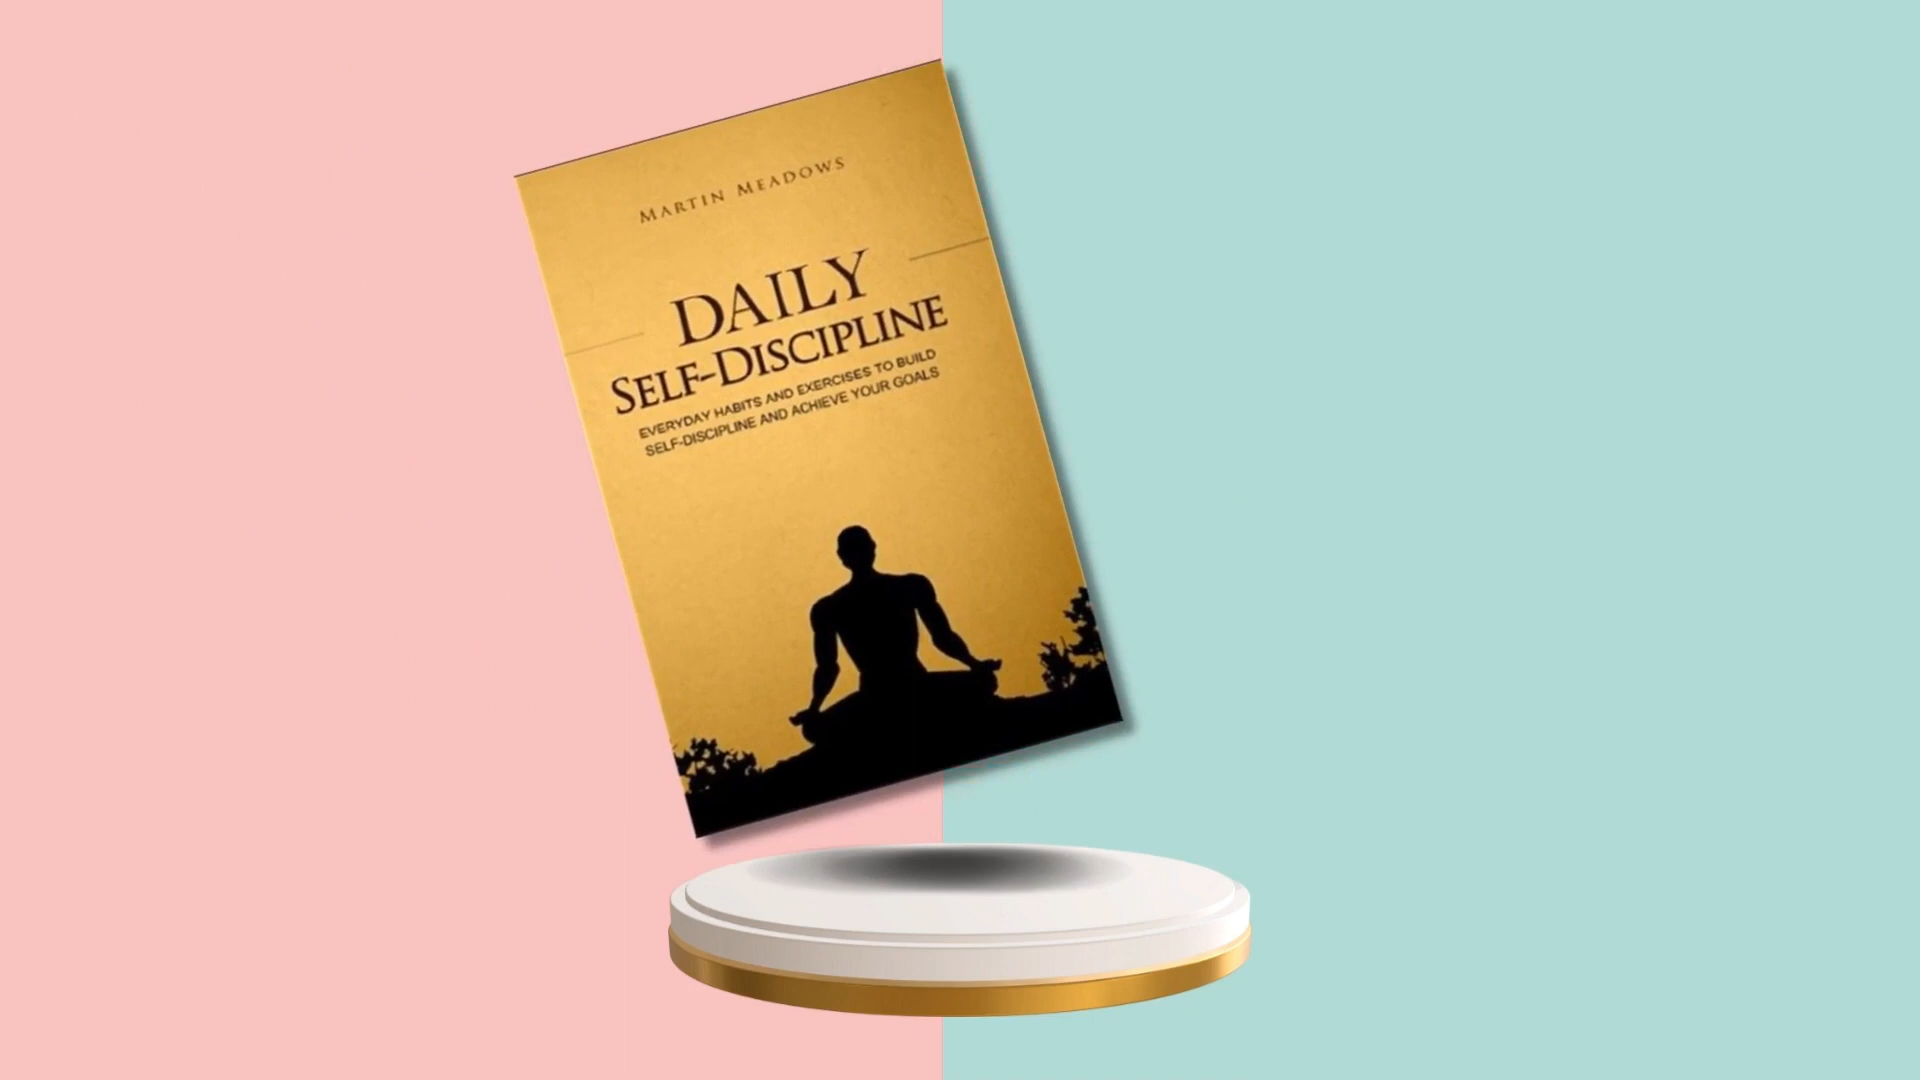 MARTIN MEADOWS
DAILY
SELF-DISCIPLINE
EVERYDAY HABITS AND EXERCISES TO BUILD
SELF-DISCIPLINE AND ACHIEVE YOUR GOALS